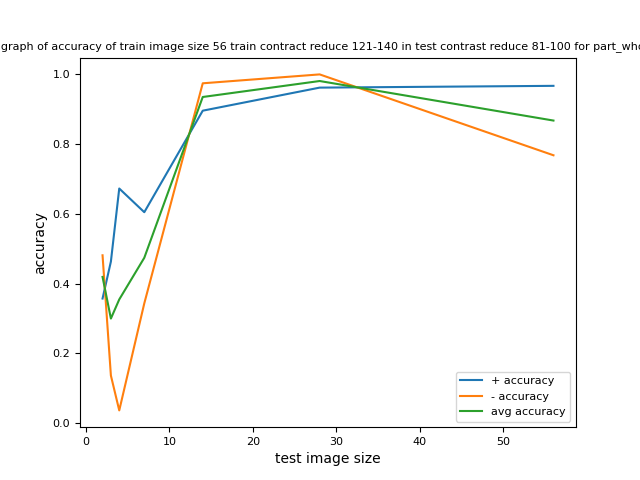 graph of accuracy of train image size 56 train contract reduce 121-140 in test contrast reduce 81-100 for
1.0
0.8
0.6
0.4
0.2
0.0
accuracy
0 10 20 30 40 50
test image size
+ accuracy
- accuracy
avg accuracy